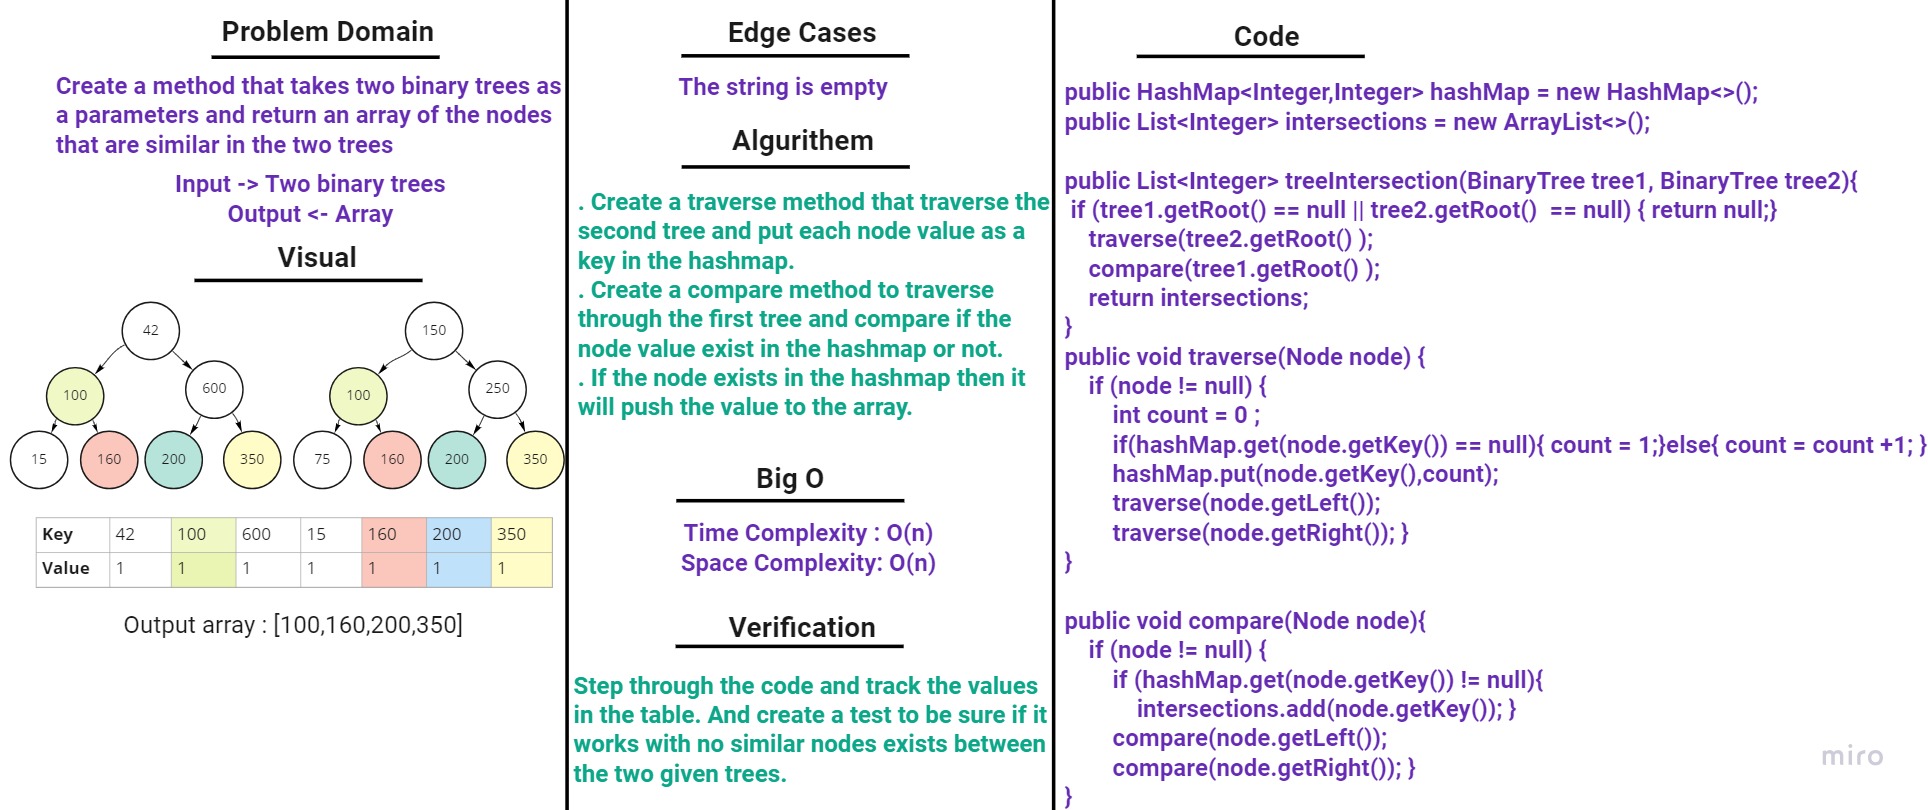 Problem Domain
Create a method that takes two binary trees as
a parameters and return an array of the nodes
that are similar in the two trees
Input -> Two binary trees
Output <- Array
Visual
42
100
600
15
160
200
350
150
100
250
75
160
200
350
Key 42 100 600 15 160 200 350
Value 1 1 1 1 1 1 1
Output array : [100,160,200,350]
Edge Cases
The string is empty
Algurithem
. Create a traverse method that traverse the
second tree and put each node value as a
key in the hashmap.
. Create a compare method to traverse
through the first tree and compare if the
node value exist in the hashmap or not.
. If the node exists in the hashmap then it
will push the value to the array.
Big O
Time Complexity : O(n)
Space Complexity: O(n)
Verification
Step through the code and track the values
in the table. And create a test to be sure if it
works with no similar nodes exists between
the two given trees.
Code
public HashMap<Integer,Integer> hashMap = new HashMap<>();
public List<Integer> intersections = new ArrayList<>();
public List<Integer> treeIntersection(BinaryTree tree1, BinaryTree tree2){
if (tree1.getRoot() == null || tree2.getRoot()  == null) { return null;}
traverse(tree2.getRoot() );
compare(tree1.getRoot() );
return intersections;
}
public void traverse(Node node) {
if (node != null) {
int count = 0 ;
if(hashMap.get(node.getKey()) == null){ count = 1;}else{ count = count +1; }
hashMap.put(node.getKey(),count);
traverse(node.getLeft());
traverse(node.getRight()); }
}
public void compare(Node node){
if (node != null) {
if (hashMap.get(node.getKey()) != null){
intersections.add(node.getKey()); }
compare(node.getLeft());
compare(node.getRight()); }
}
miro